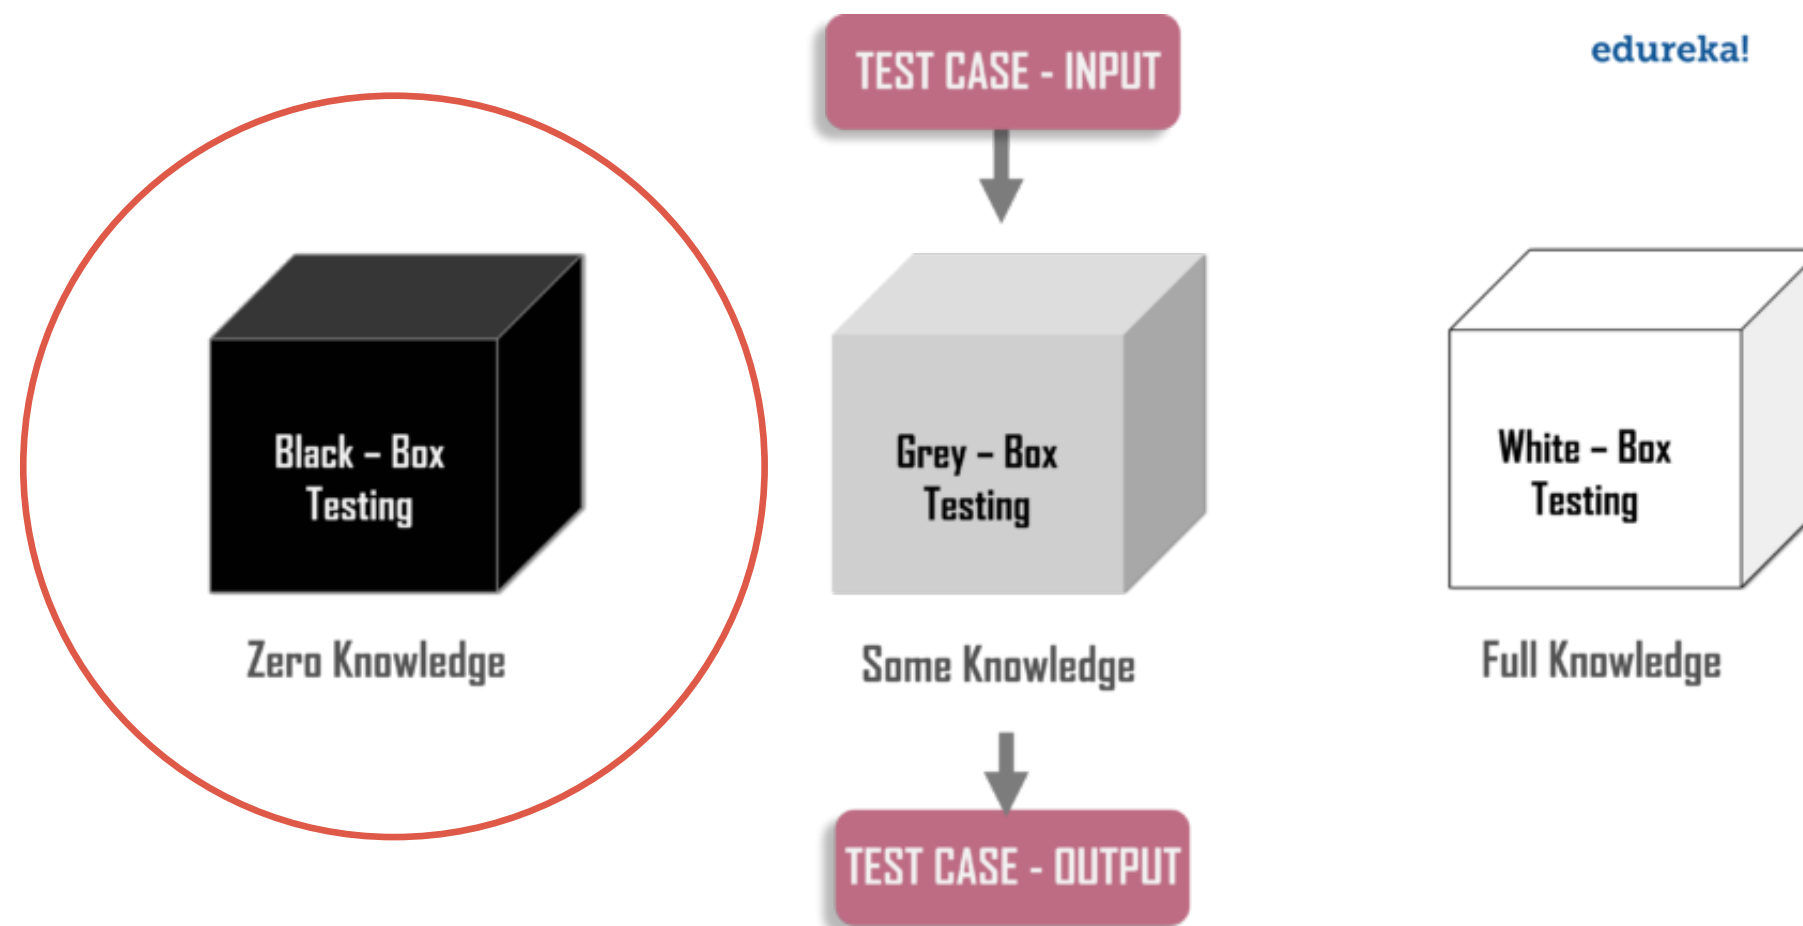 TEST CASE - INPUT
edureka!
Black – Box
Testing
Grey – Box
Testing
White – Box
Testing
Zero Knowledge
Some Knowledge
Full Knowledge
TEST CASE - OUTPUT